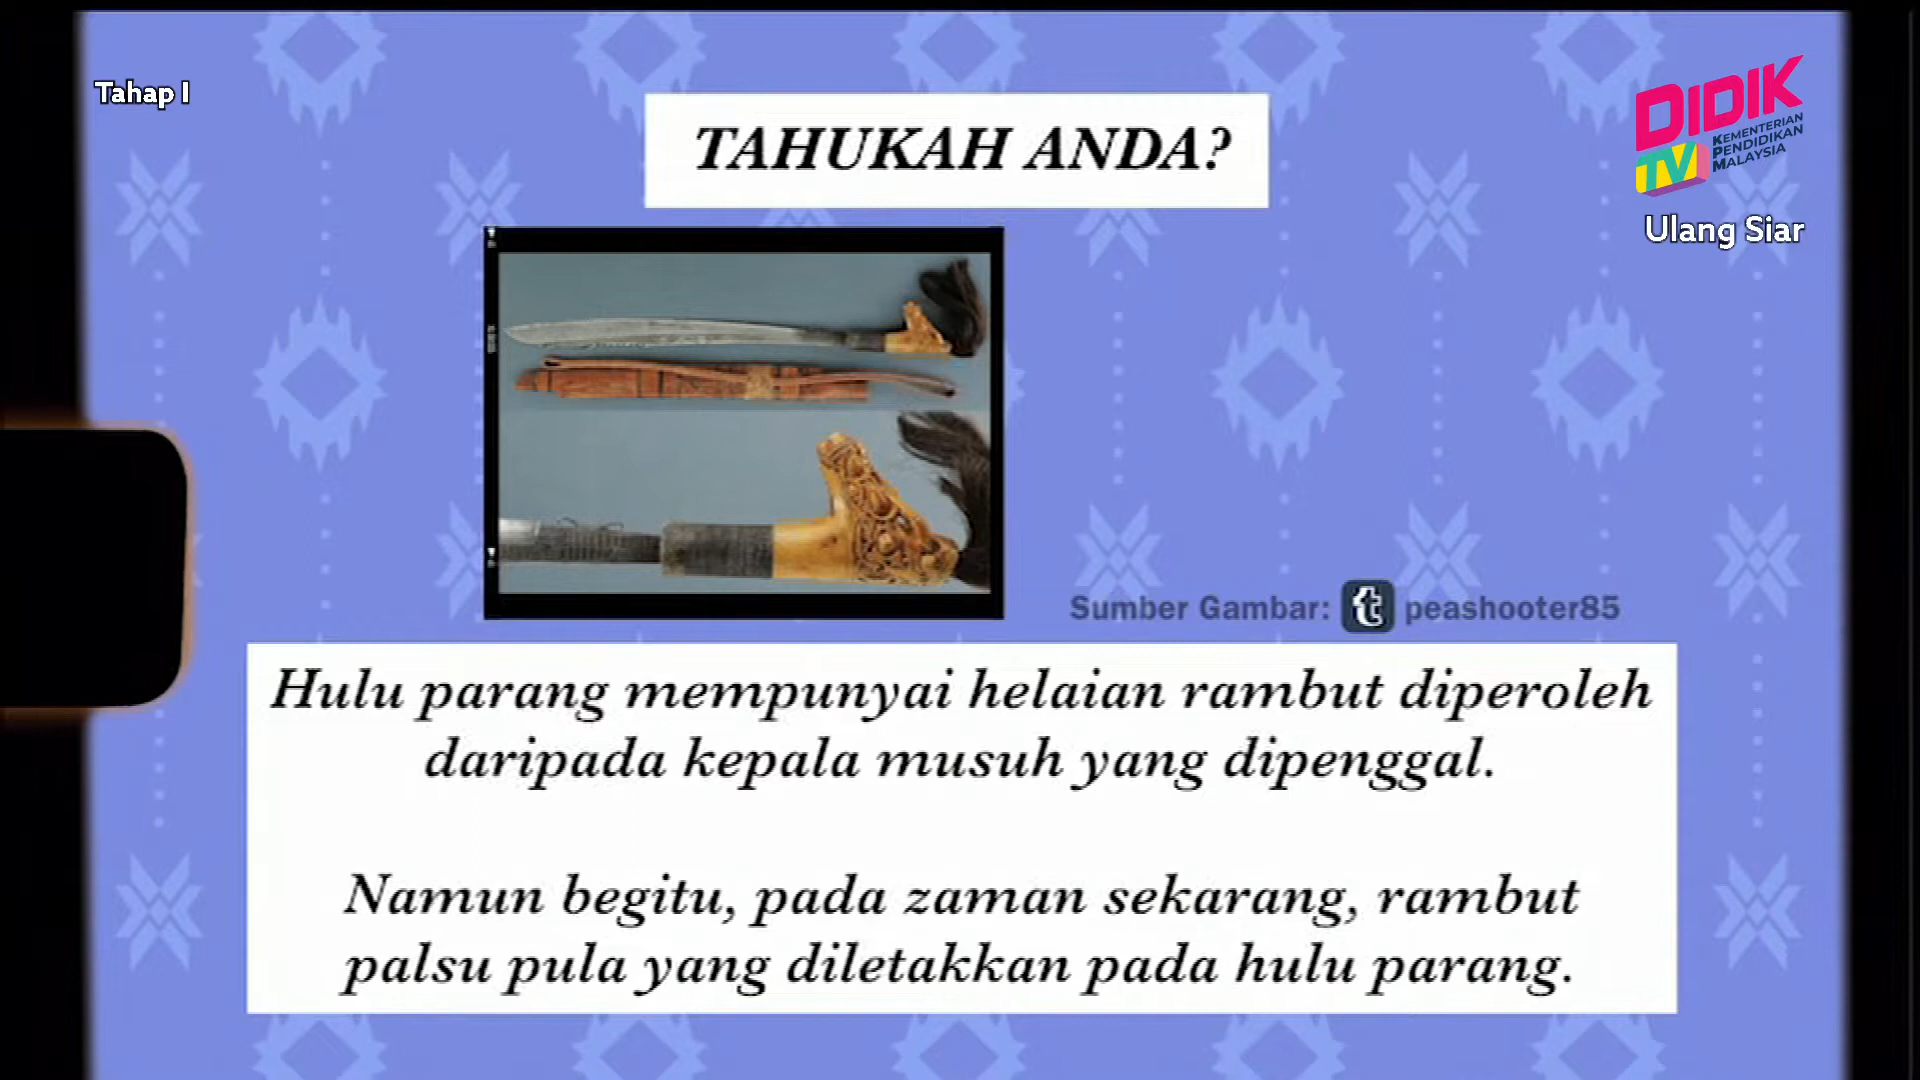 Tahap I
TAHUKAH ANDA?
DIDIK
TV
KEMENTERIAN
PENDIDIKAN
MALAYSIA
Ulang Siar
Sumber Gambar: t peashooter85
Hulu parang mempunyai helaian rambut diperoleh
daripada kepala musuh yang dipenggal.
Namun begitu, pada zaman sekarang, rambut
palsu pula yang diletakkan pada hulu parang.